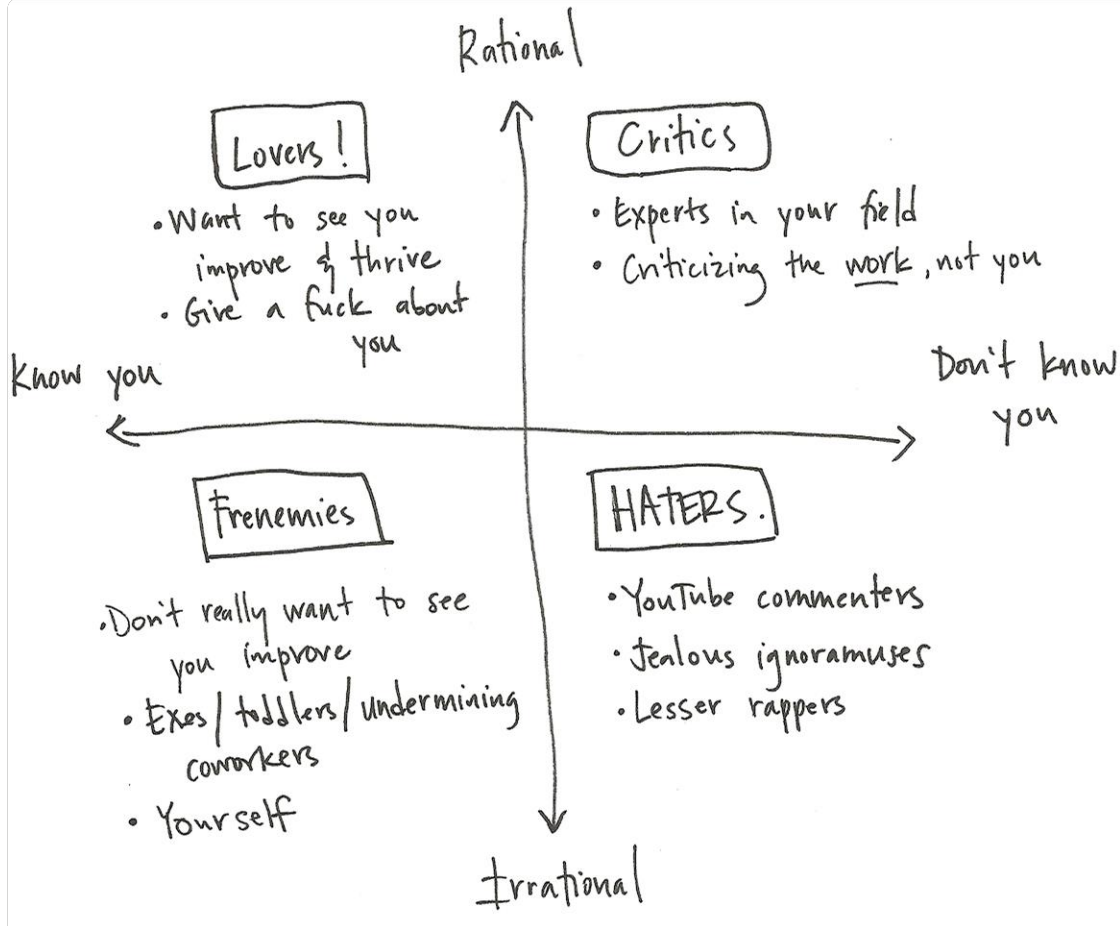 Rational
Lovers!
• Want to see you
improve & thrive
• Give a fuck about
you
Critics
• Experts in your field
• Criticizing the work, not you
Know you
Don't know
you
Frenemies
• Don't really want to see
you improve
• Exes/toddlers/undermining
coworkers
• Yourself
HATERS.
• YouTube commenters
• Jealous ignoramuses
• Lesser rappers
Irrational